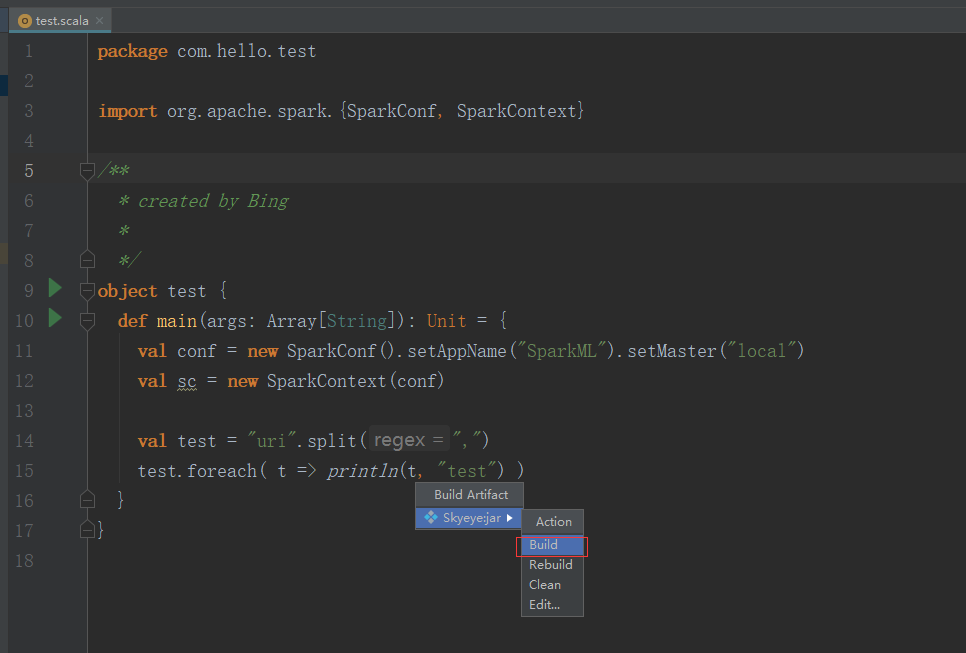 test.scala
1 package com.hello.test
2
3 import org.apache.spark.{SparkConf, SparkContext}
4
5 /**
6 * created by Bing
7 *
8 */
9 object test {
10 def main(args: Array[String]): Unit = {
11 val conf = new SparkConf().setAppName("SparkML").setMaster("local")
12 val sc = new SparkContext(conf)
13
14 val test = "uri".split( regex = ",")
15 test.foreach( t => println(t, "test") )
16 }
17 }
18
Build Artifact
Skyeye:jar
Action
Build
Rebuild
Clean
Edit...